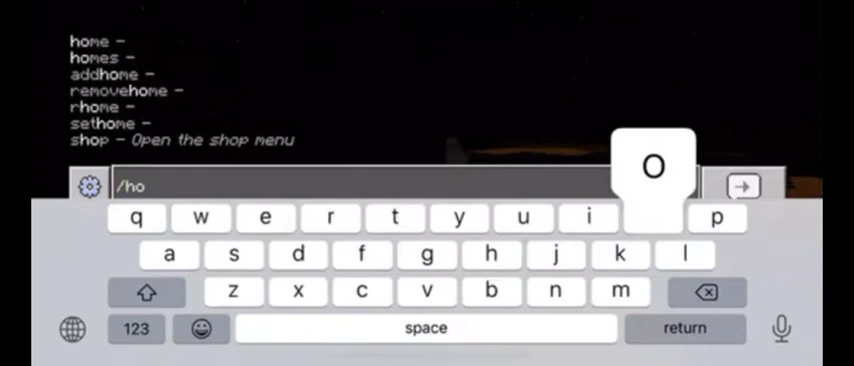 home -
homes -
addhome -
removehome -
rhome -
sethome -
shop - Open the shop menu
/ho
o
q w e r t y u i p
a s d f g h j k l
z x c v b n m
123 space return